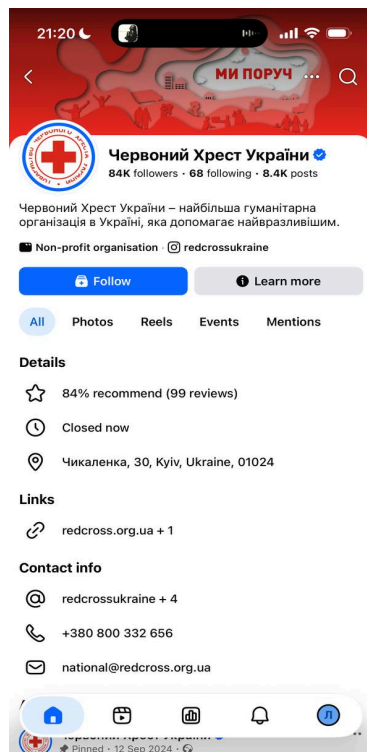 21:20
МИ ПОРУЧ
Червоний Хрест України
84K followers · 68 following · 8.4K posts
Червоний Хрест України – найбільша гуманітарна
організація в Україні, яка допомагає найвразливішим.
Non-profit organisation · redcrossukraine
Follow
Learn more
All Photos Reels Events Mentions
Details
84% recommend (99 reviews)
Closed now
Чикаленка, 30, Kyiv, Ukraine, 01024
Links
redcross.org.ua + 1
Contact info
redcrossukraine + 4
+380 800 332 656
national@redcross.org.ua
Л
Pinned · 12 Sep 2024 ·